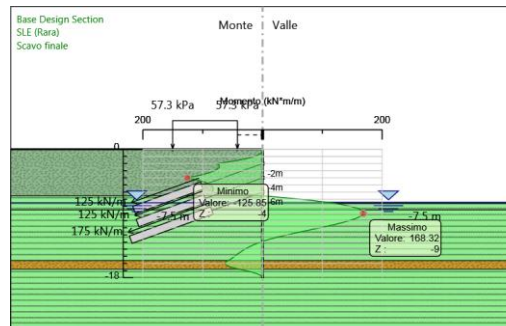 Base Design Section
SLE (Rara)
Scavo finale
Monte Valle
57.3 kPa
Momento (kN*m/m)
200
0
200
0
-2m
-4m
-6m
125 kN/m
125 kN/m
175 kN/m
-7.5 m
-7.5 m
Minimo
Valore: -125.85
Z : -4
Massimo
Valore: 168.32
Z : -9
-18